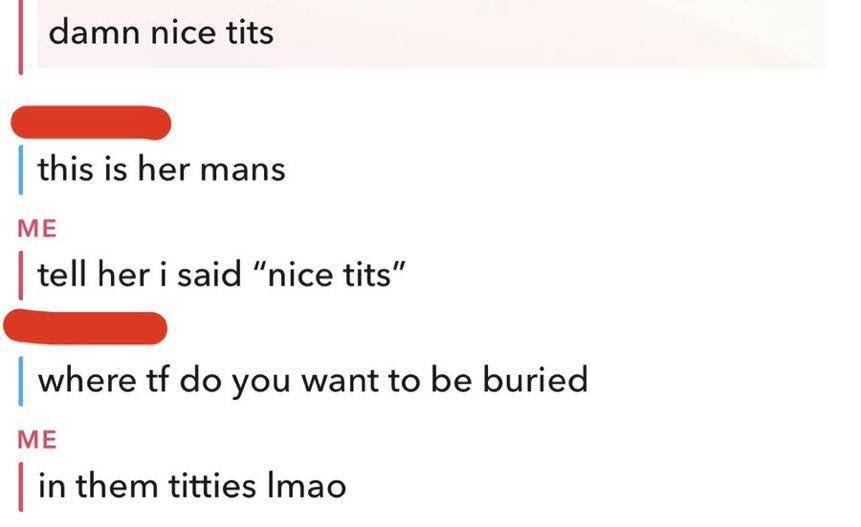 damn nice tits
this is her mans
ME
tell her i said “nice tits”
where tf do you want to be buried
ME
in them titties lmao